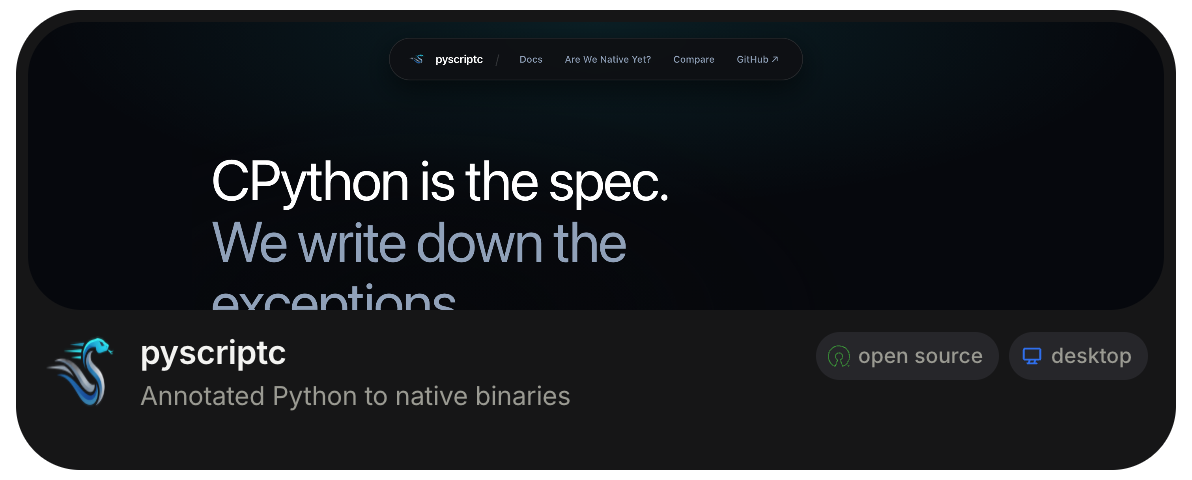 pyscriptc / Docs Are We Native Yet? Compare GitHub ↗
CPython is the spec.
We write down the
exceptions
pyscriptc
Annotated Python to native binaries
open source
desktop